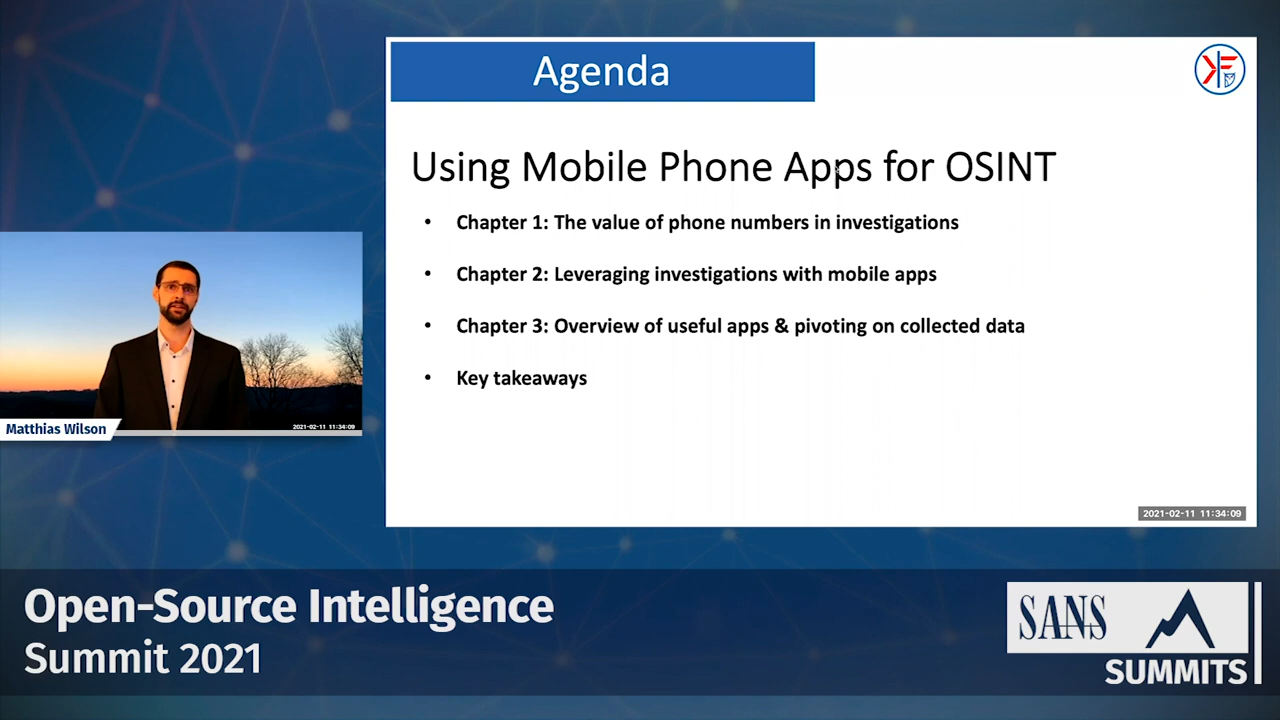 Agenda
Using Mobile Phone Apps for OSINT
• Chapter 1: The value of phone numbers in investigations
• Chapter 2: Leveraging investigations with mobile apps
• Chapter 3: Overview of useful apps & pivoting on collected data
• Key takeaways
2021-02-11 11:34:09
Matthias Wilson
2021-02-11 11:34:09
Open-Source Intelligence
Summit 2021
SANS
SUMMITS